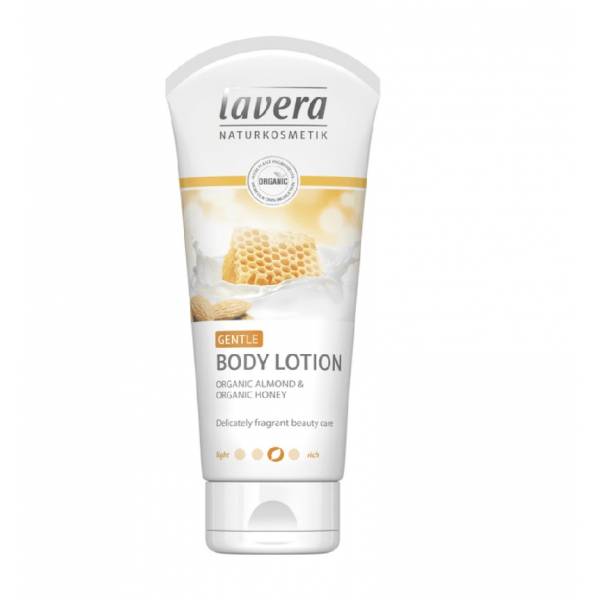 lavera
NATURKOSMETIK
ORGANIC
GENTLE
BODY LOTION
ORGANIC ALMOND &
ORGANIC HONEY
Delicately fragrant beauty care
light rich